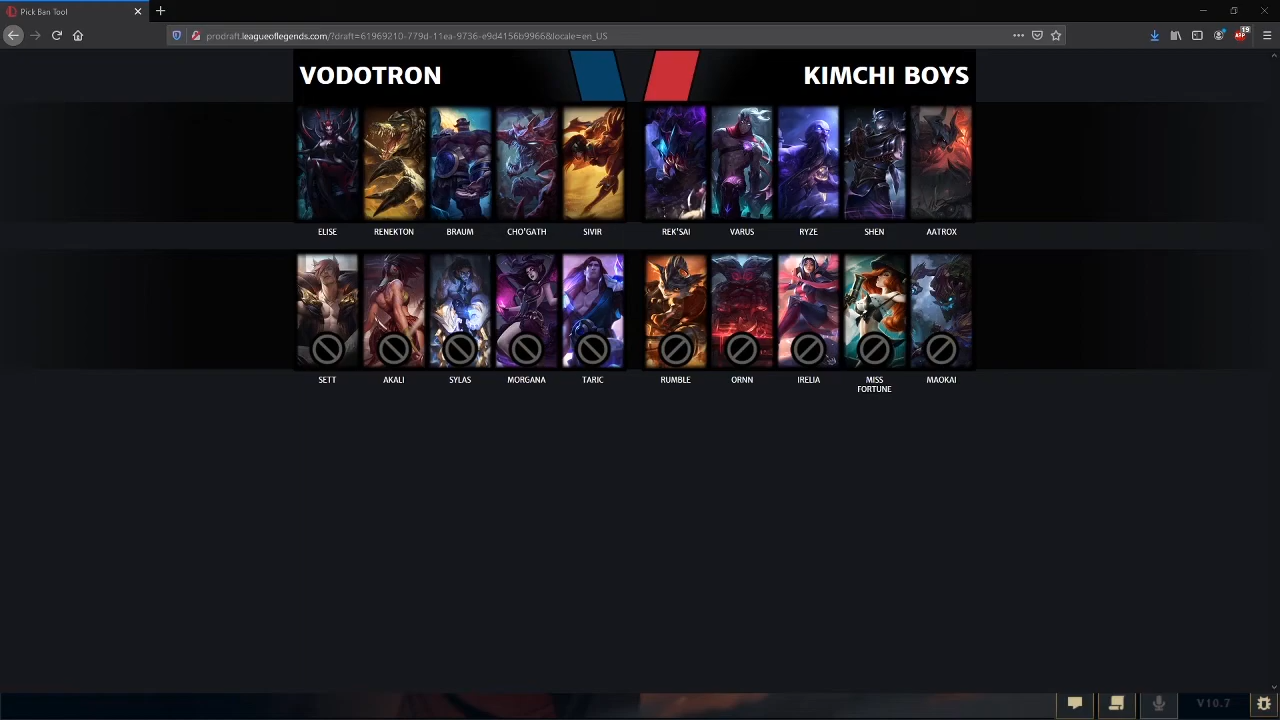 Pick Ban Tool
prodraft.leagueoflegends.com/?draft=61969210-779d-11ea-9736-e9d4156b9966&locale=en_US
VODOTRON
KIMCHI BOYS
ELISE RENEKTON BRAUM CHO'GATH SIVIR REK'SAI VARUS RYZE SHEN AATROX
SETT AKALI SYLAS MORGANA TARIC RUMBLE ORNN IRELIA MISS FORTUNE MAOKAI
V10.7